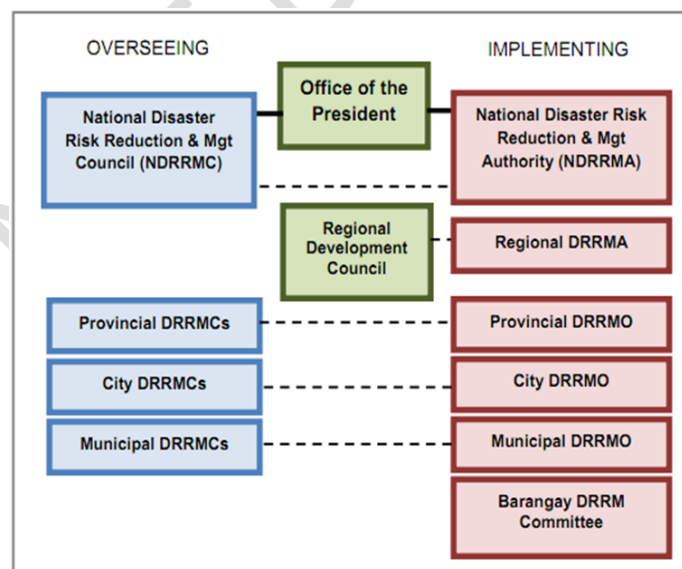 OVERSEEING
IMPLEMENTING
Office of the
President
National Disaster
Risk Reduction & Mgt
Council (NDRRMC)
National Disaster Risk
Reduction & Mgt
Authority (NDRRMA)
Regional
Development
Council
Regional DRRMA
Provincial DRRMCs
Provincial DRRMO
City DRRMCs
City DRRMO
Municipal DRRMCs
Municipal DRRMO
Barangay DRRM
Committee